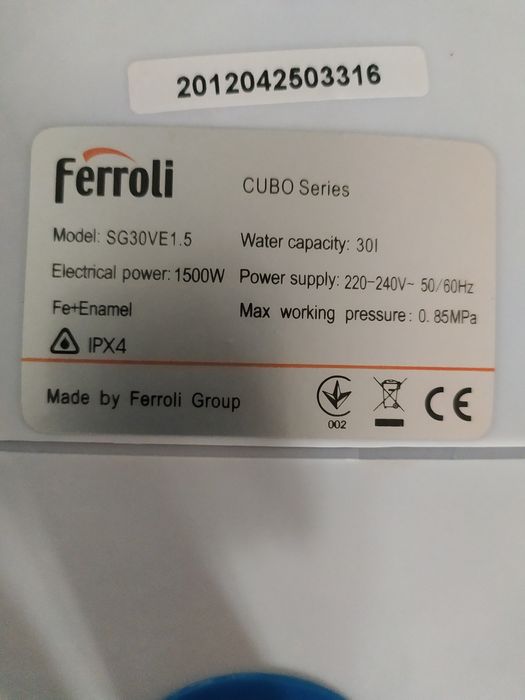 2012042503316
Ferroli
CUBO Series
Model: SG30VE1.5
Water capacity: 30l
Electrical power: 1500W
Power supply: 220-240V~ 50/60Hz
Fe+Enamel
Max working pressure: 0.85MPa
IPX4
Made by Ferroli Group
002
CE